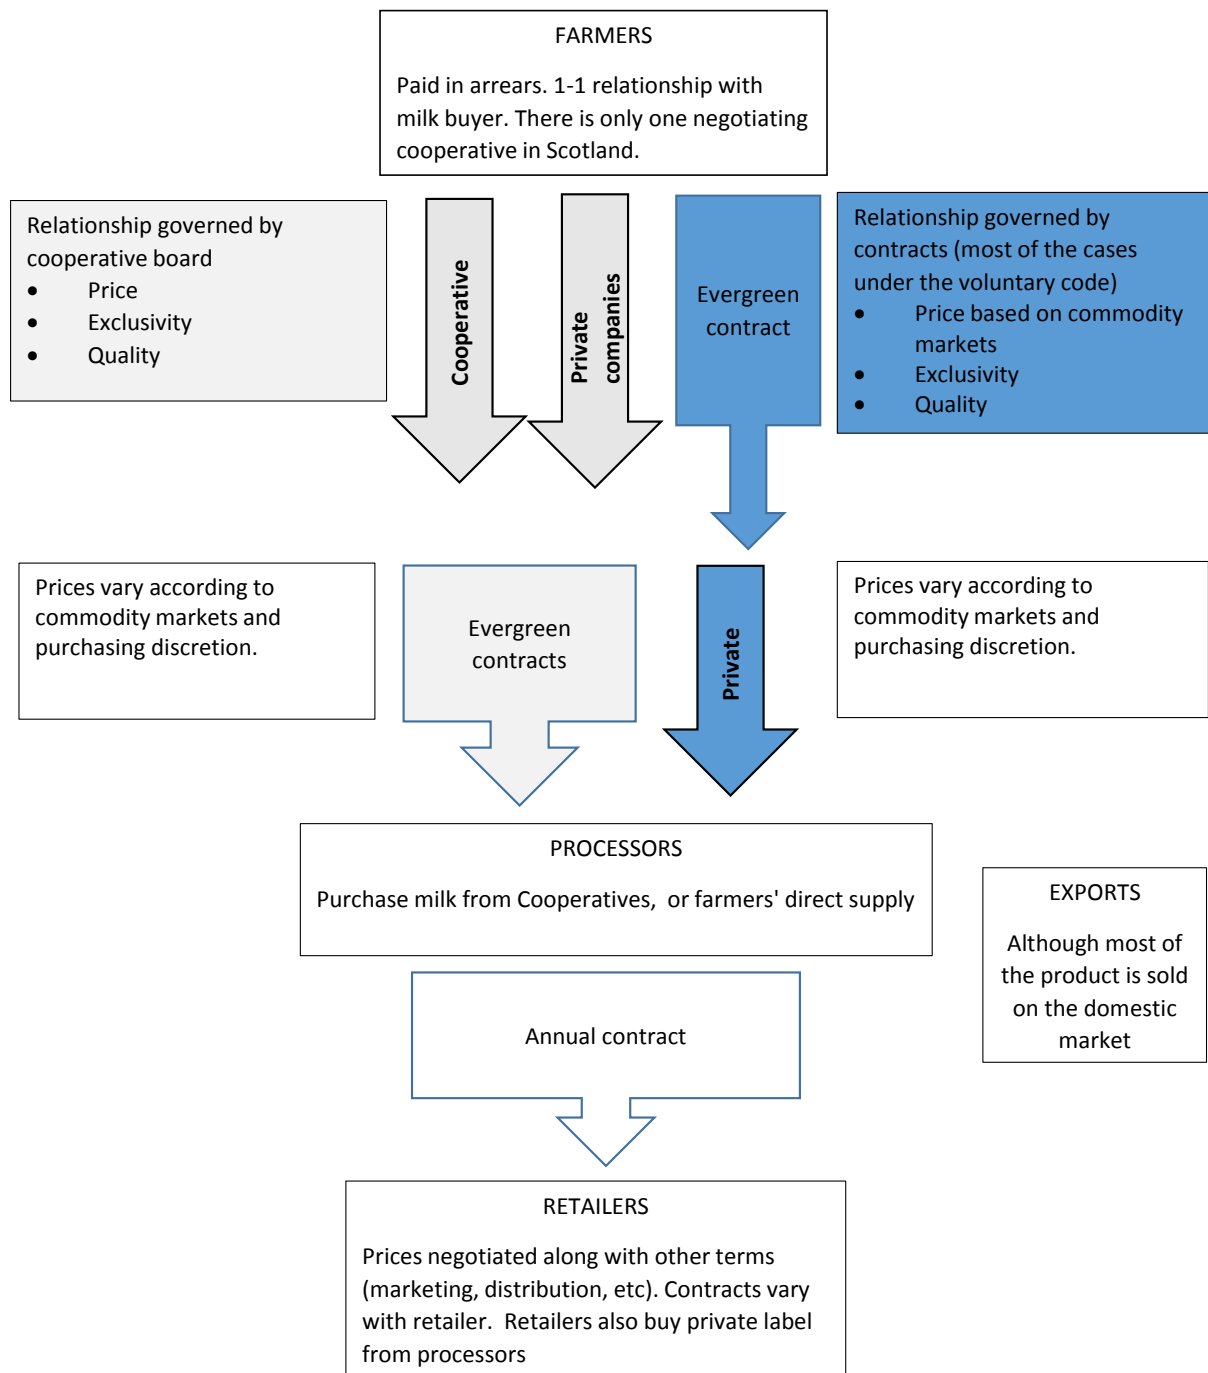 FARMERS
Paid in arrears. 1-1 relationship with
milk buyer. There is only one negotiating
cooperative in Scotland.
Relationship governed by
cooperative board
• Price
• Exclusivity
• Quality
Cooperative
Private
companies
Evergreen
contract
Relationship governed by
contracts (most of the cases
under the voluntary code)
• Price based on commodity
markets
• Exclusivity
• Quality
Prices vary according to
commodity markets and
purchasing discretion.
Evergreen
contracts
Private
Prices vary according to
commodity markets and
purchasing discretion.
PROCESSORS
Purchase milk from Cooperatives,  or farmers' direct supply
EXPORTS
Although most of
the product is sold
on the domestic
market
Annual contract
RETAILERS
Prices negotiated along with other terms
(marketing, distribution, etc). Contracts vary
with retailer.  Retailers also buy private label
from processors